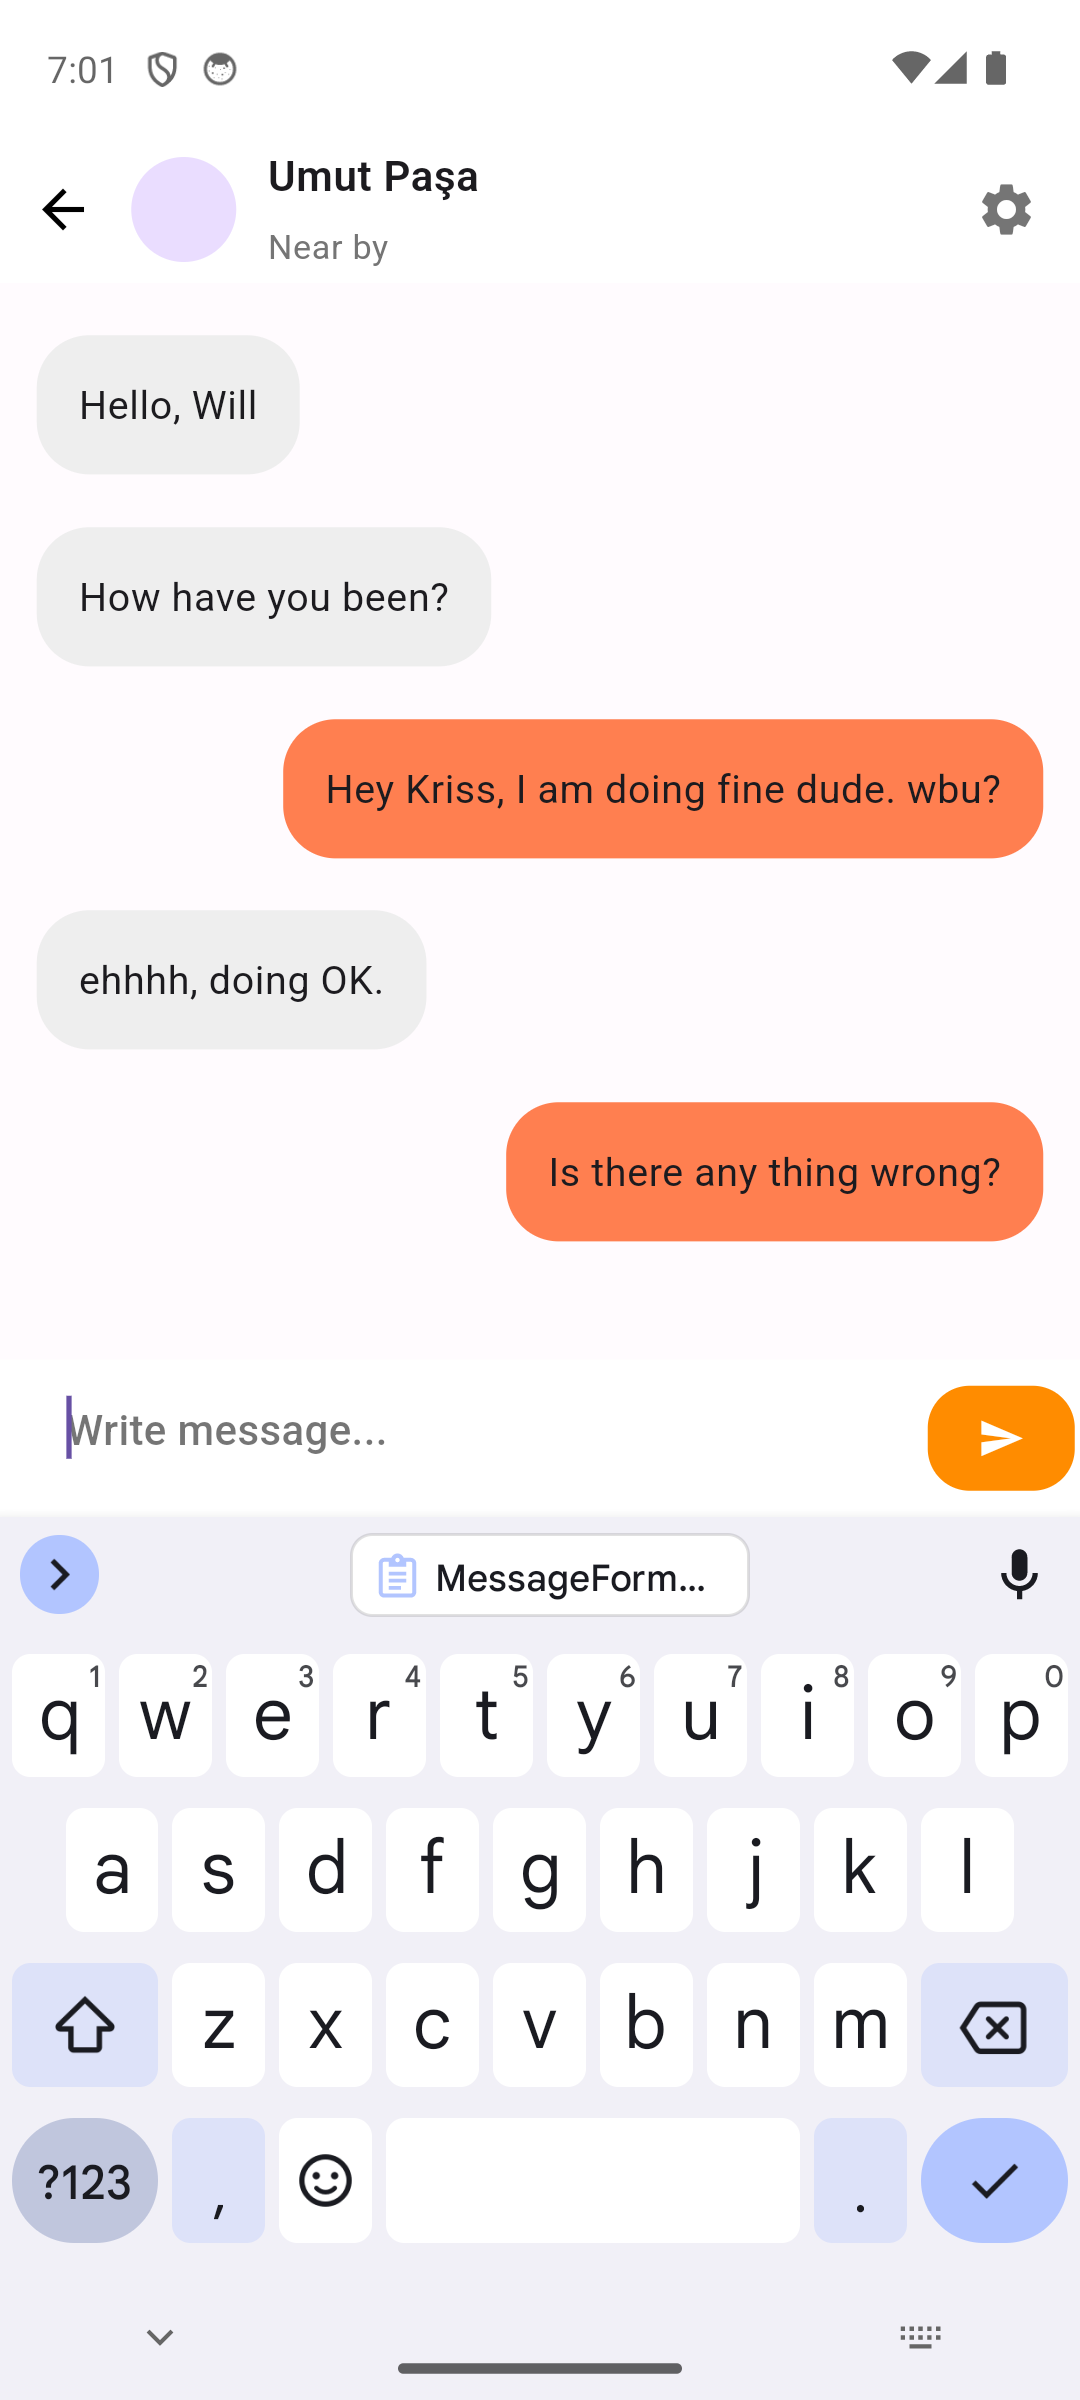 7:01
Umut Paşa
Near by
Hello, Will
How have you been?
Hey Kriss, I am doing fine dude. wbu?
ehhhh, doing OK.
Is there any thing wrong?
Write message...
MessageForm...
q 1 w 2 e 3 r 4 t 5 y 6 u 7 i 8 o 9 p 0
a s d f g h j k l
z x c v b n m
?123 , .